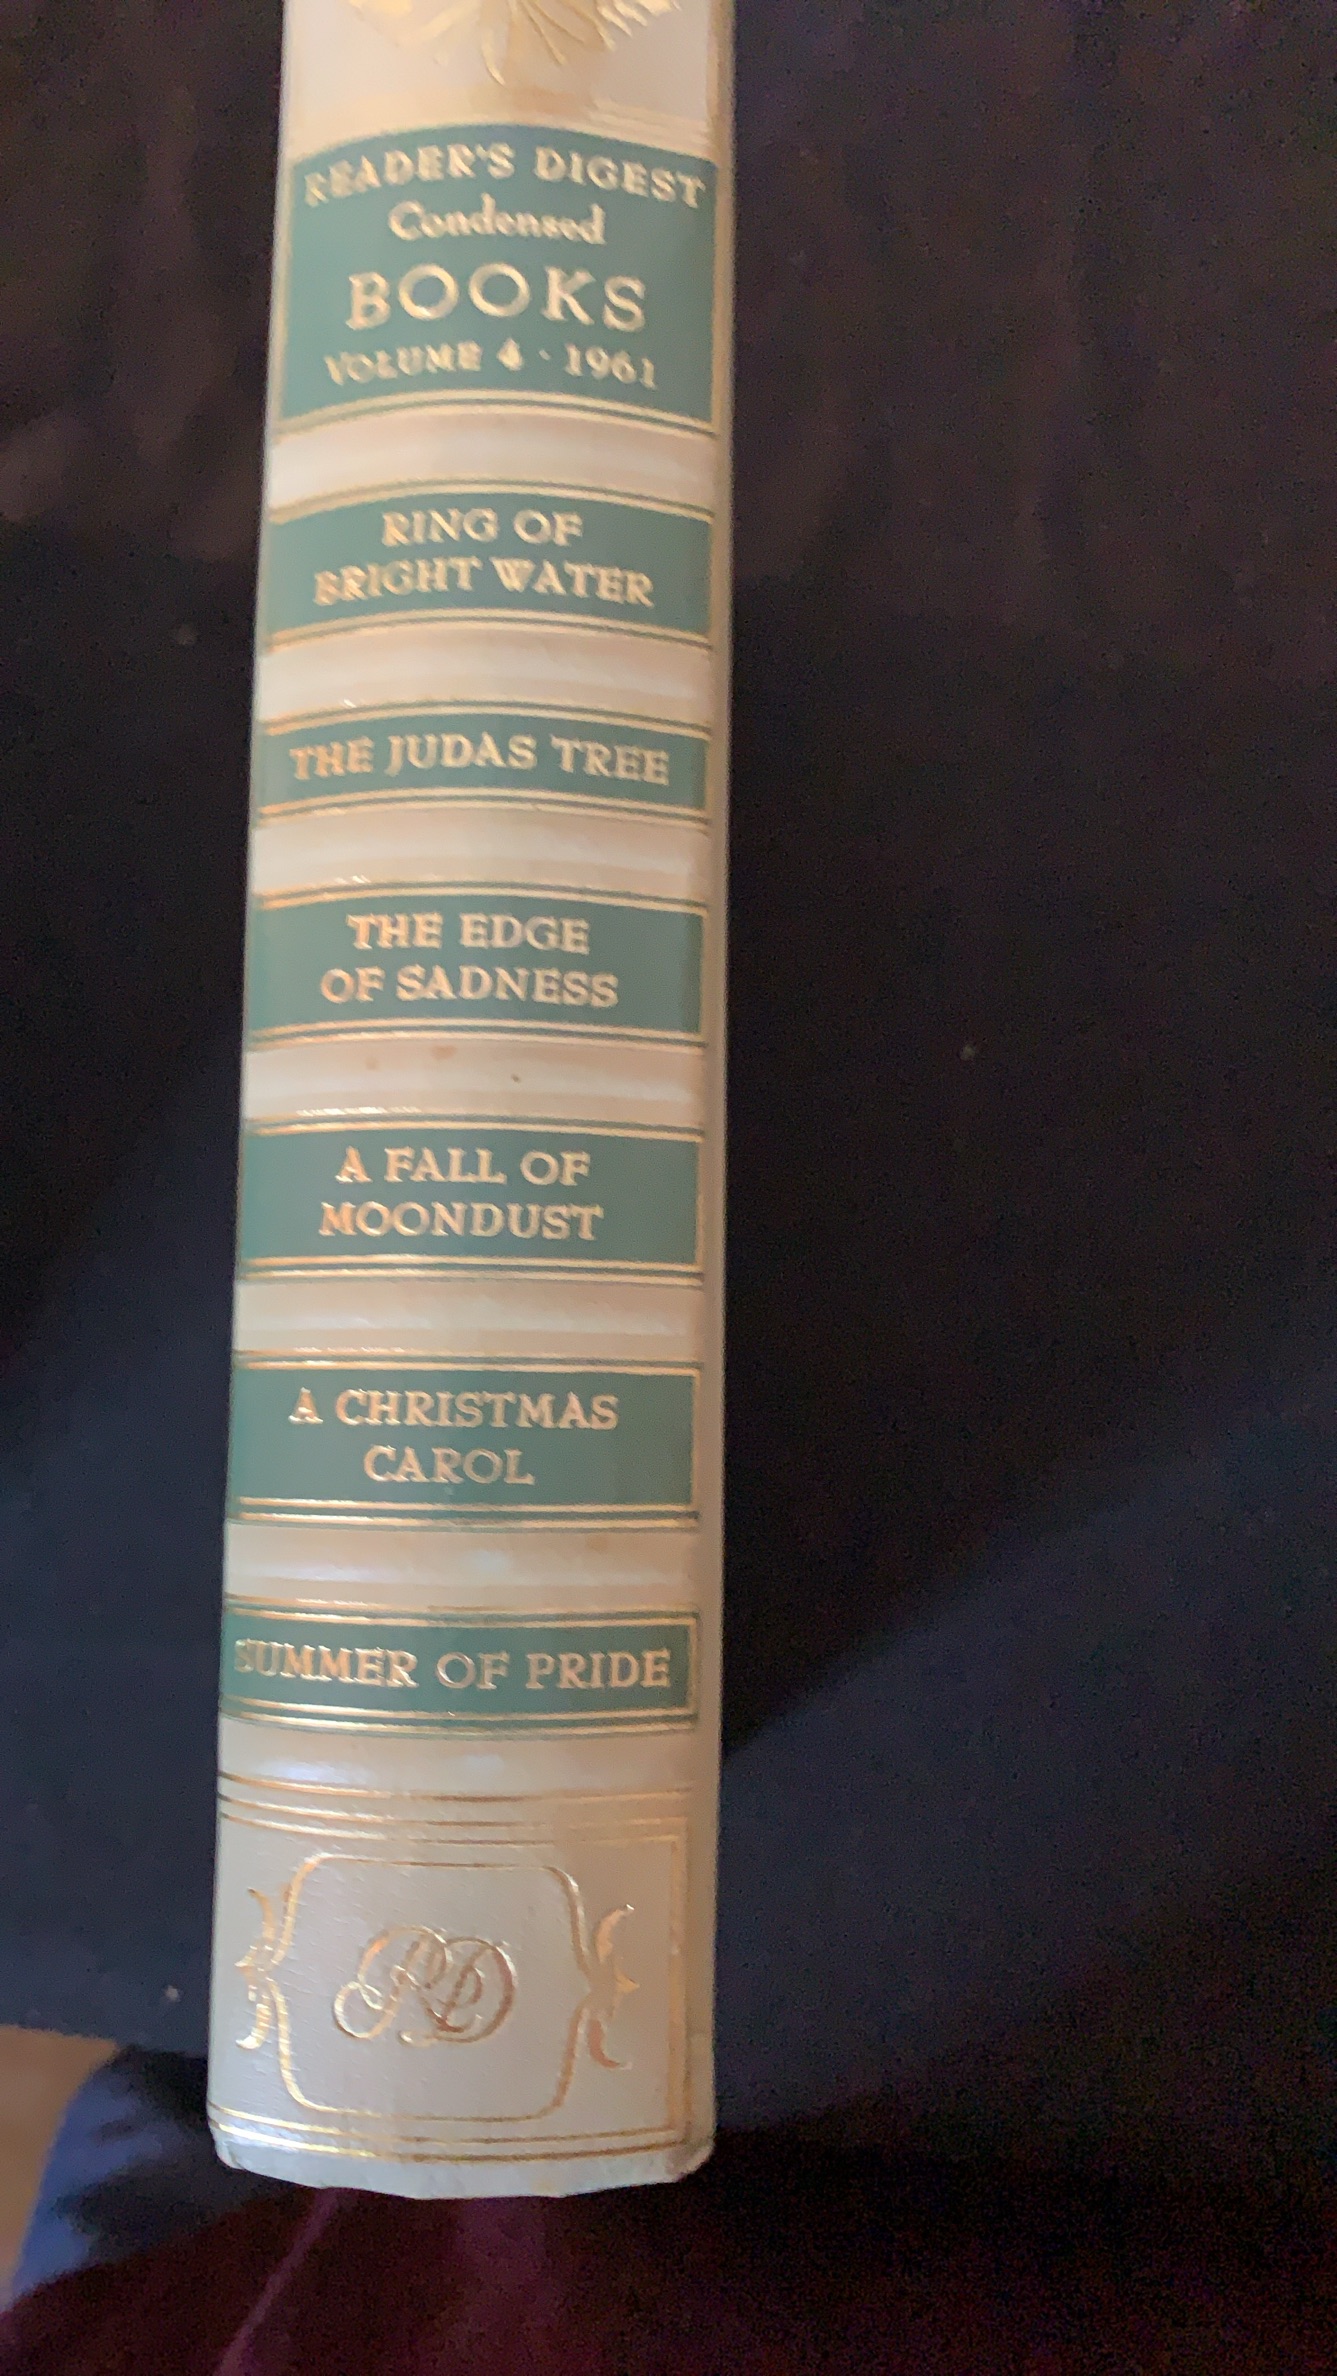 READER'S DIGEST
Condensed
BOOKS
VOLUME 4 · 1961
RING OF
BRIGHT WATER
THE JUDAS TREE
THE EDGE
OF SADNESS
A FALL OF
MOONDUST
A CHRISTMAS
CAROL
SUMMER OF PRIDE
RD